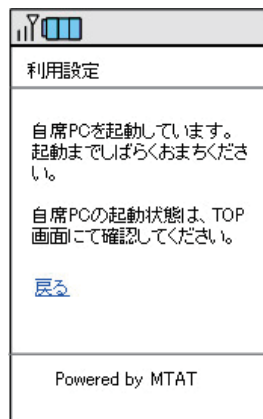 利用設定
自席PCを起動しています。
起動までしばらくおまちくださ
い。
自席PCの起動状態は、TOP
画面にて確認してください。
戻る
Powered by MTAT